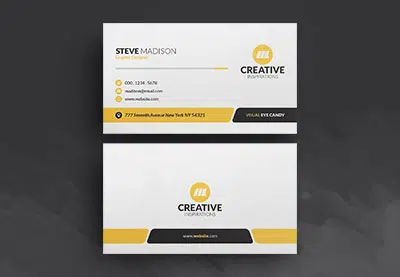 STEVE MADISON
Graphic Designer
000 . 1234 . 5678
madison@email.com
www.website.com
777 Seventh Avenue New York NY 54321
CREATIVE
INSPIRATIONS
VISUAL EYE CANDY
CREATIVE
INSPIRATIONS
www.website.com